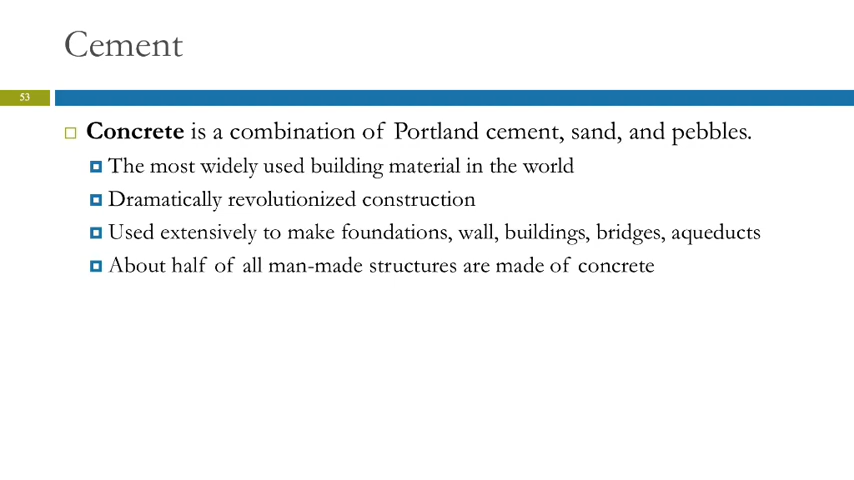 Cement
53
Concrete is a combination of Portland cement, sand, and pebbles.
The most widely used building material in the world
Dramatically revolutionized construction
Used extensively to make foundations, wall, buildings, bridges, aqueducts
About half of all man-made structures are made of concrete